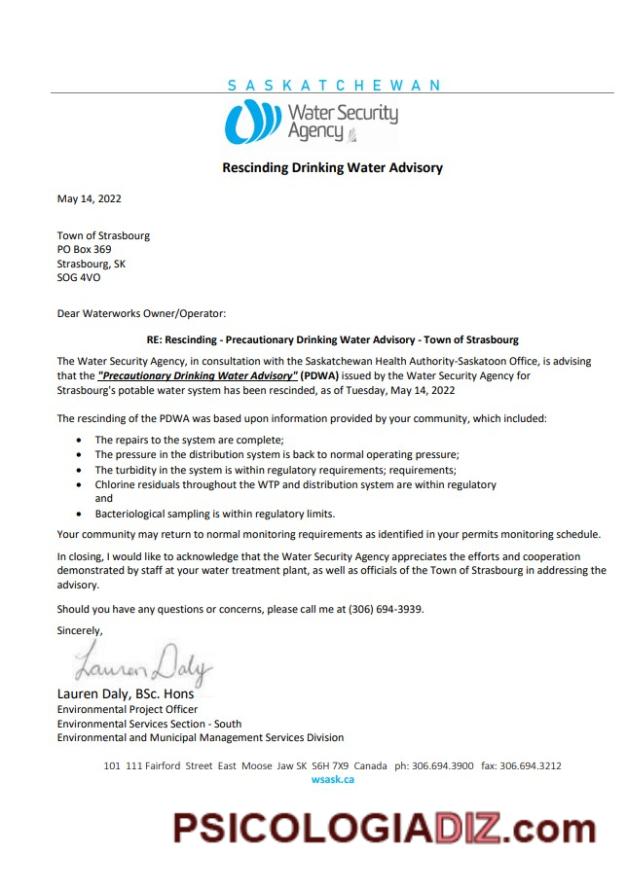 SASKATCHEWAN
Water Security
Agency
Rescinding Drinking Water Advisory
May 14, 2022
Town of Strasbourg
PO Box 369
Strasbourg, SK
SOG 4VO
Dear Waterworks Owner/Operator:
RE: Rescinding - Precautionary Drinking Water Advisory - Town of Strasbourg
The Water Security Agency, in consultation with the Saskatchewan Health Authority-Saskatoon Office, is advising
that the "Precautionary Drinking Water Advisory" (PDWA) issued by the Water Security Agency for
Strasbourg's potable water system has been rescinded, as of Tuesday, May 14, 2022
The rescinding of the PDWA was based upon information provided by your community, which included:
• The repairs to the system are complete;
• The pressure in the distribution system is back to normal operating pressure;
• The turbidity in the system is within regulatory requirements; requirements;
• Chlorine residuals throughout the WTP and distribution system are within regulatory
and
• Bacteriological sampling is within regulatory limits.
Your community may return to normal monitoring requirements as identified in your permits monitoring schedule.
In closing, I would like to acknowledge that the Water Security Agency appreciates the efforts and cooperation
demonstrated by staff at your water treatment plant, as well as officials of the Town of Strasbourg in addressing the
advisory.
Should you have any questions or concerns, please call me at (306) 694-3939.
Sincerely,
Lauren Daly
Lauren Daly, BSc. Hons
Environmental Project Officer
Environmental Services Section - South
Environmental and Municipal Management Services Division
101 111 Fairford Street East Moose Jaw SK S6H 7X9 Canada ph: 306.694.3900 fax: 306.694.3212
wsask.ca
PSICOLOGIADIZ.com